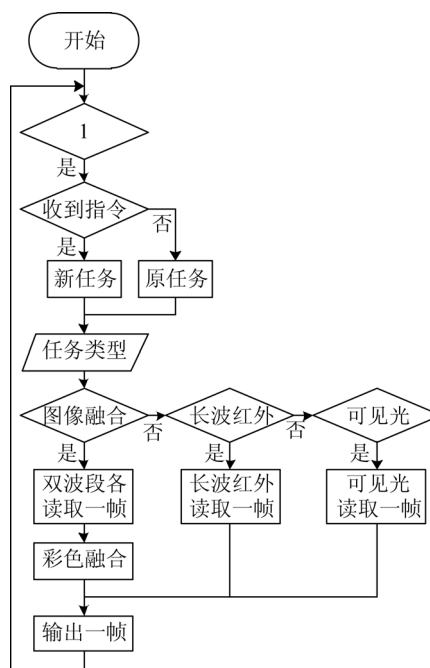 开始
1
是
收到指令
否
是
新任务
原任务
任务类型
图像融合
长波红外
可见光
否
否
是
是
是
双波段各
读取一帧
长波红外
读取一帧
可见光
读取一帧
彩色融合
输出一帧